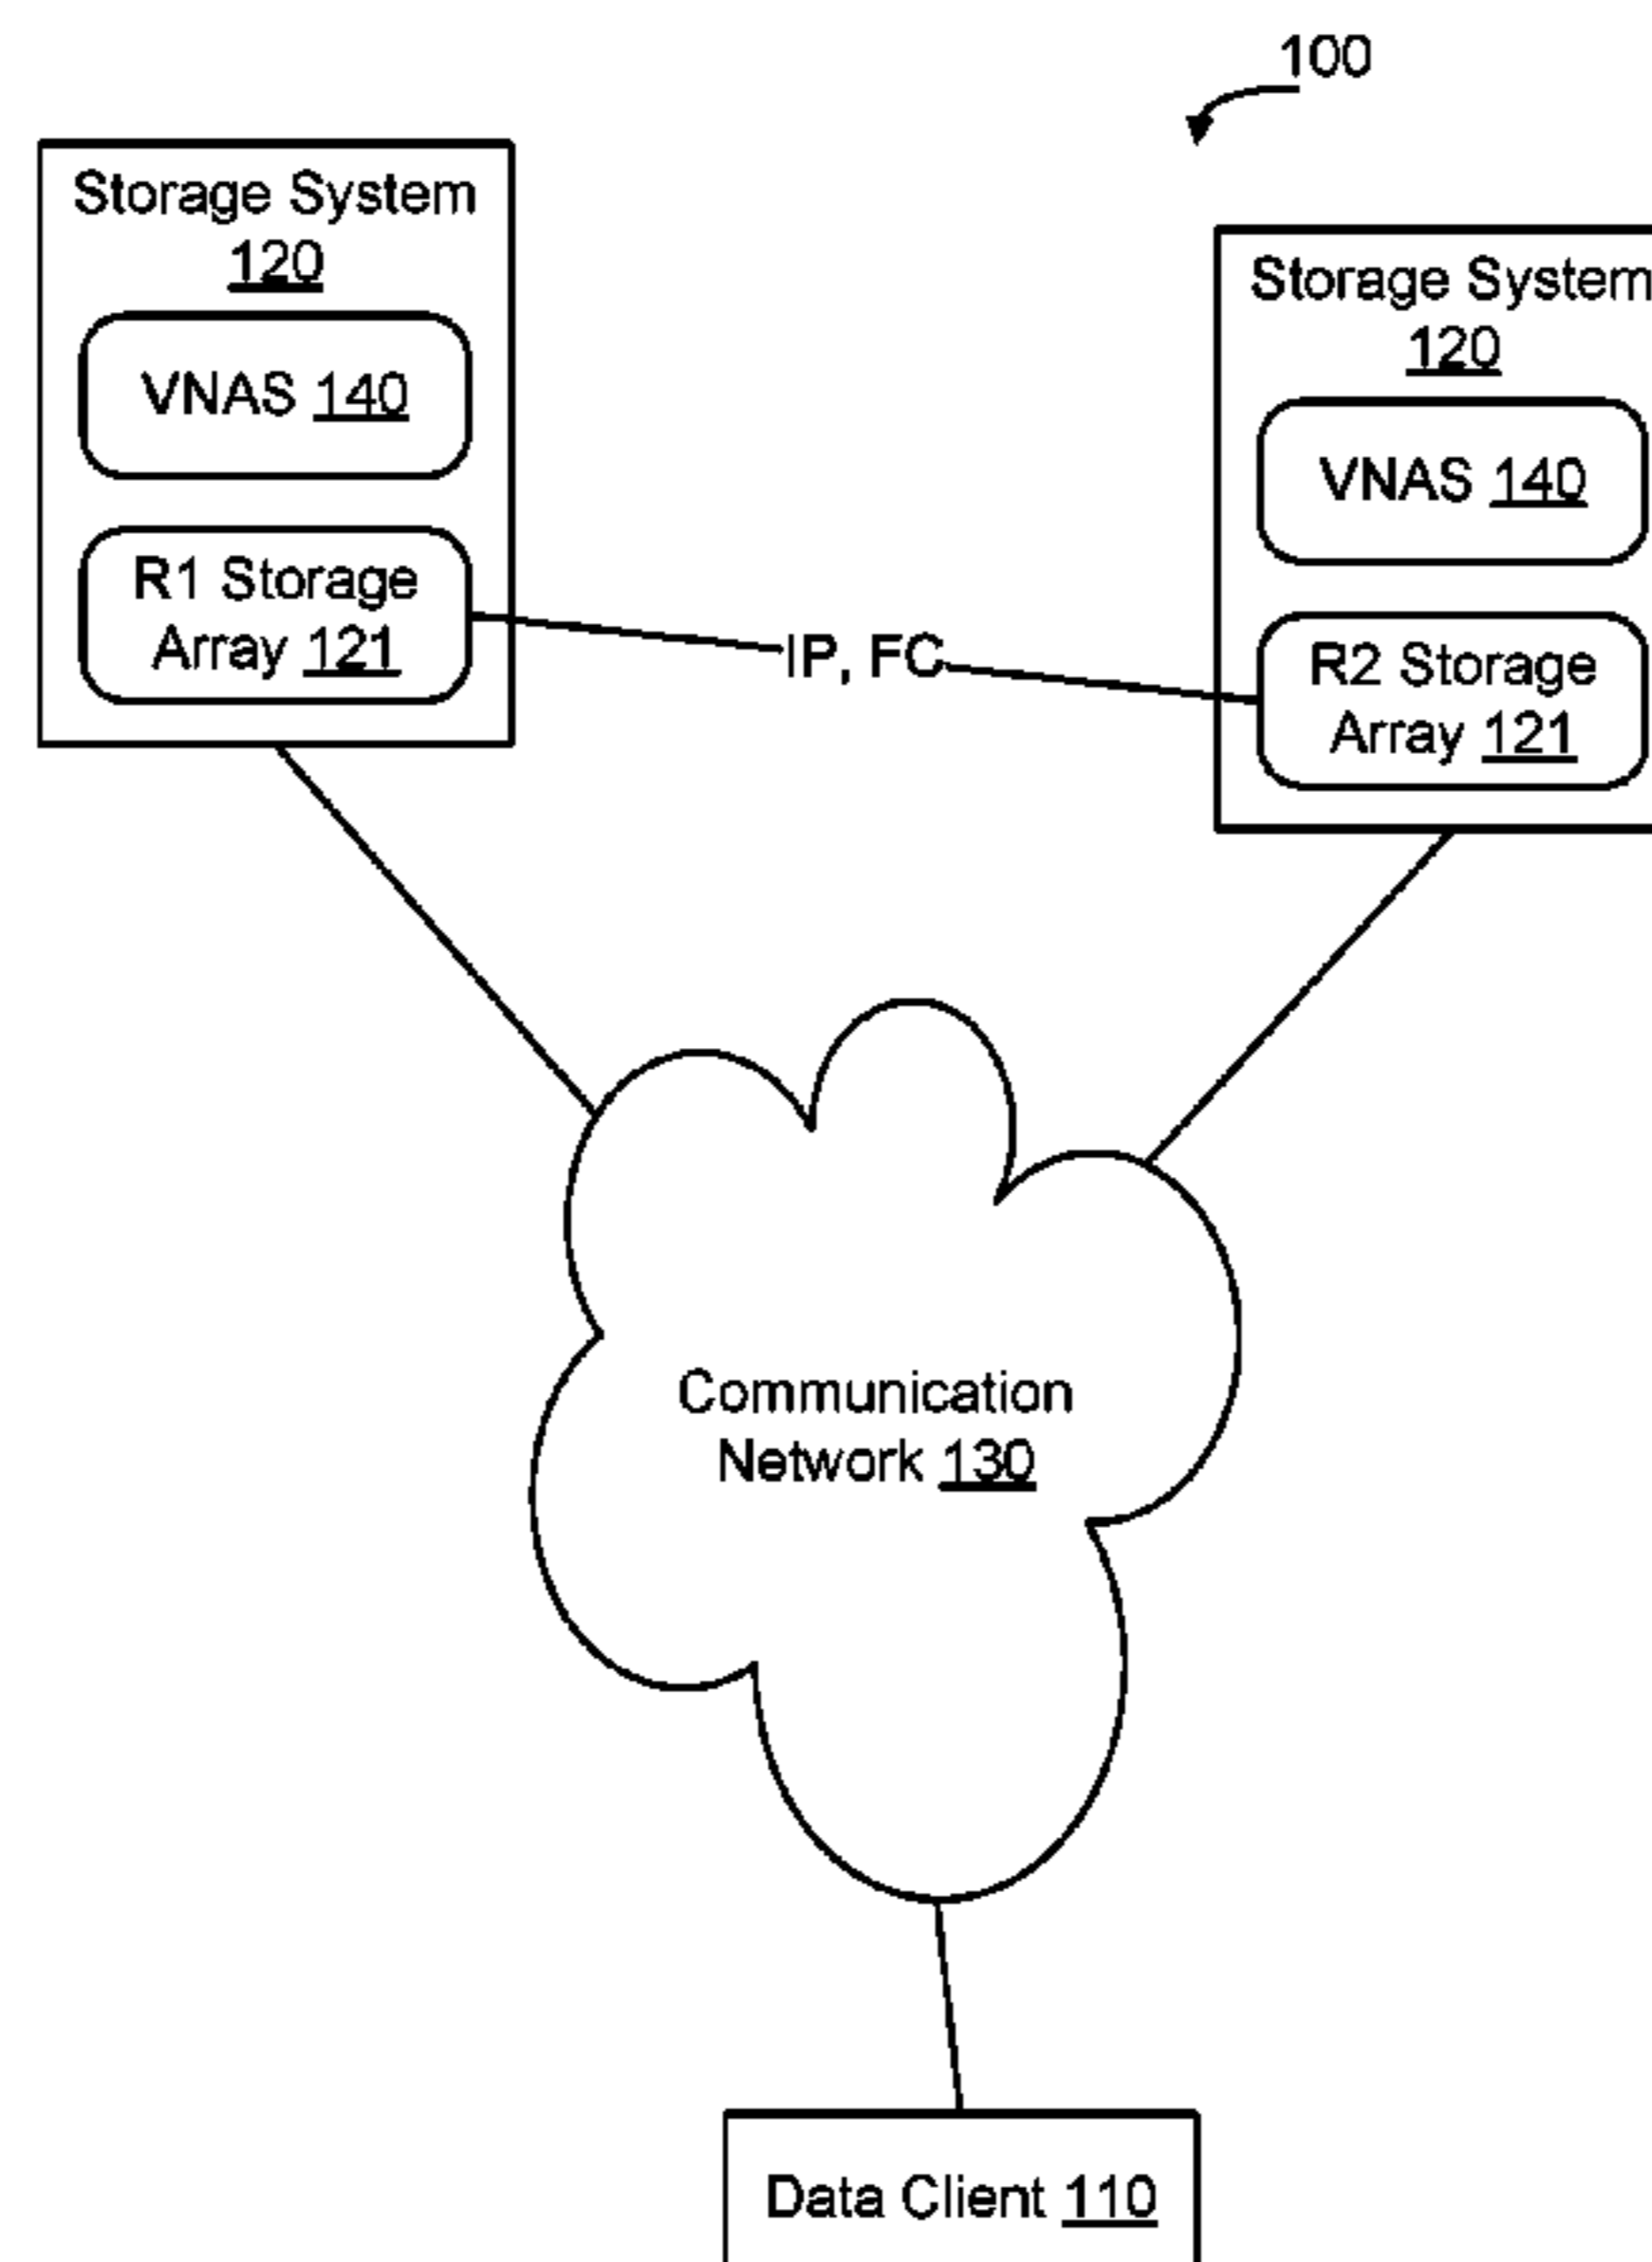 100
Storage System
120
VNAS 140
R1 Storage
Array 121
IP, FC
Storage System
120
VNAS 140
R2 Storage
Array 121
Communication
Network 130
Data Client 110